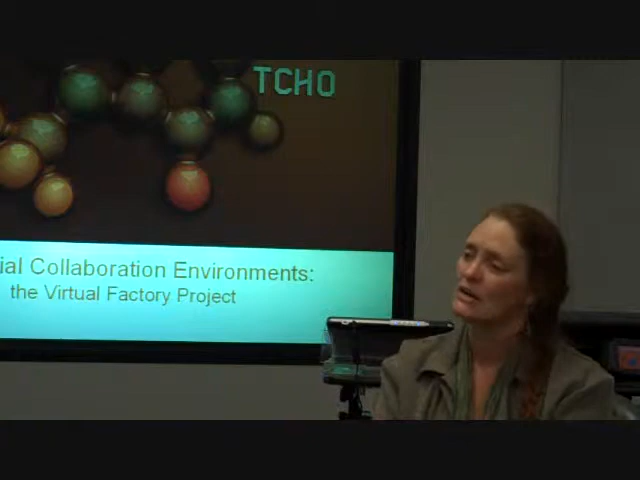 TCHO
ial Collaboration Environments:
the Virtual Factory Project